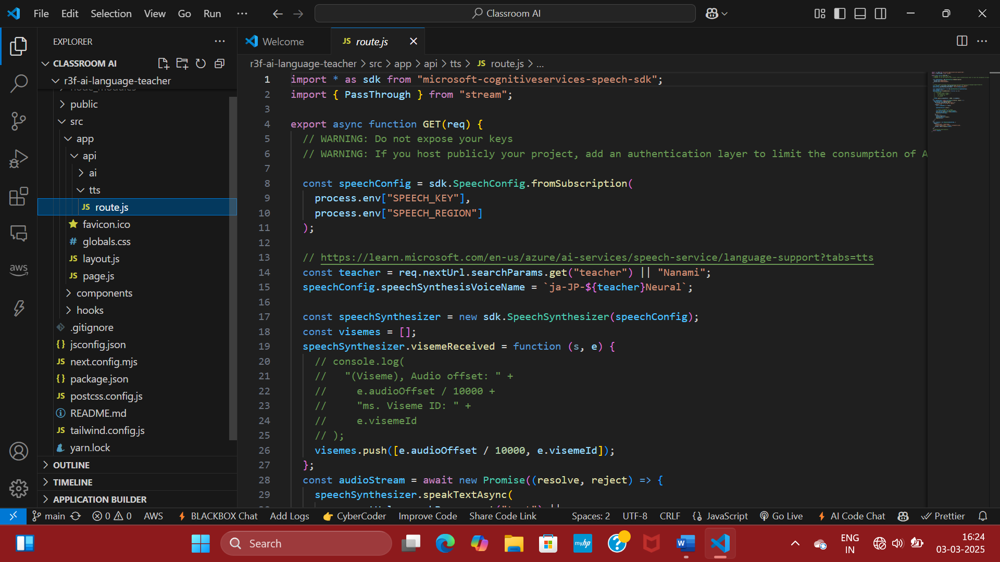 File Edit Selection View Go Run ...
Classroom AI
EXPLORER
CLASSROOM AI
r3f-ai-language-teacher
node_modules
public
src
app
api
ai
tts
JS route.js
favicon.ico
# globals.css
JS layout.js
JS page.js
components
hooks
.gitignore
{} jsconfig.json
JS next.config.mjs
{} package.json
JS postcss.config.js
README.md
JS tailwind.config.js
yarn.lock
OUTLINE
TIMELINE
APPLICATION BUILDER
aws
Welcome
JS route.js
r3f-ai-language-teacher > src > app > api > tts > JS route.js > ...
1 import * as sdk from "microsoft-cognitiveservices-speech-sdk";
2 import { PassThrough } from "stream";
3
4 export async function GET(req) {
5 // WARNING: Do not expose your keys
6 // WARNING: If you host publicly your project, add an authentication layer to limit the consumption of A
7
8 const speechConfig = sdk.SpeechConfig.fromSubscription(
9 process.env["SPEECH_KEY"],
10 process.env["SPEECH_REGION"]
11 );
12
13 // https://learn.microsoft.com/en-us/azure/ai-services/speech-service/language-support?tabs=tts
14 const teacher = req.nextUrl.searchParams.get("teacher") || "Nanami";
15 speechConfig.speechSynthesisVoiceName = `ja-JP-${teacher}Neural`;
16
17 const speechSynthesizer = new sdk.SpeechSynthesizer(speechConfig);
18 const visemes = [];
19 speechSynthesizer.visemeReceived = function (s, e) {
20 // console.log(
21 // "(Viseme), Audio offset: " +
22 // e.audioOffset / 10000 +
23 // "ms. Viseme ID: " +
24 // e.visemeId
25 // );
26 visemes.push([e.audioOffset / 10000, e.visemeId]);
27 };
28 const audioStream = await new Promise((resolve, reject) => {
29 speechSynthesizer.speakTextAsync(
main 0 0 AWS BLACKBOX Chat Add Logs CyberCoder Improve Code Share Code Link Spaces: 2 UTF-8 CRLF {} JavaScript Go Live AI Code Chat Prettier
Search
myhp
W
ENG
IN
16:24
03-03-2025